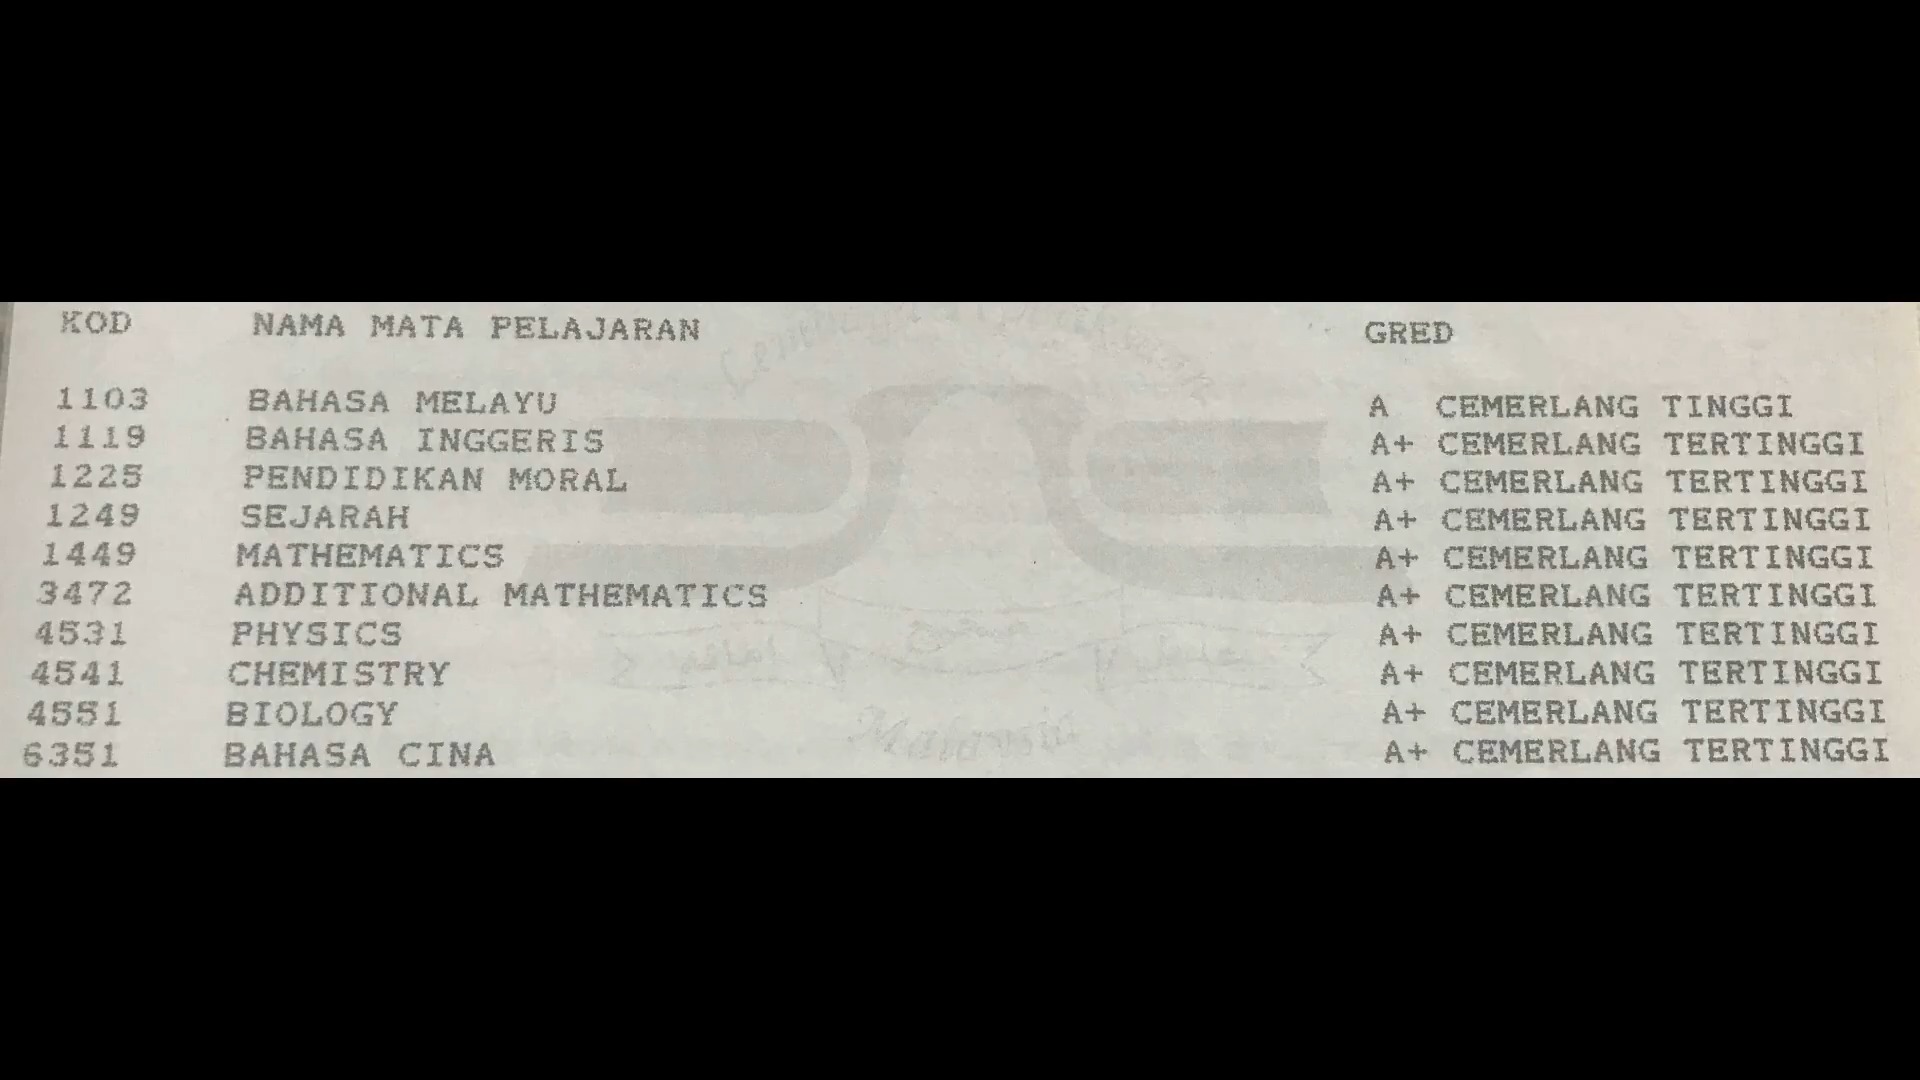 KOD NAMA MATA PELAJARAN GRED
1103 BAHASA MELAYU A CEMERLANG TINGGI
1119 BAHASA INGGERIS A+ CEMERLANG TERTINGGI
1225 PENDIDIKAN MORAL A+ CEMERLANG TERTINGGI
1249 SEJARAH A+ CEMERLANG TERTINGGI
1449 MATHEMATICS A+ CEMERLANG TERTINGGI
3472 ADDITIONAL MATHEMATICS A+ CEMERLANG TERTINGGI
4531 PHYSICS A+ CEMERLANG TERTINGGI
4541 CHEMISTRY A+ CEMERLANG TERTINGGI
4551 BIOLOGY A+ CEMERLANG TERTINGGI
6351 BAHASA CINA A+ CEMERLANG TERTINGGI